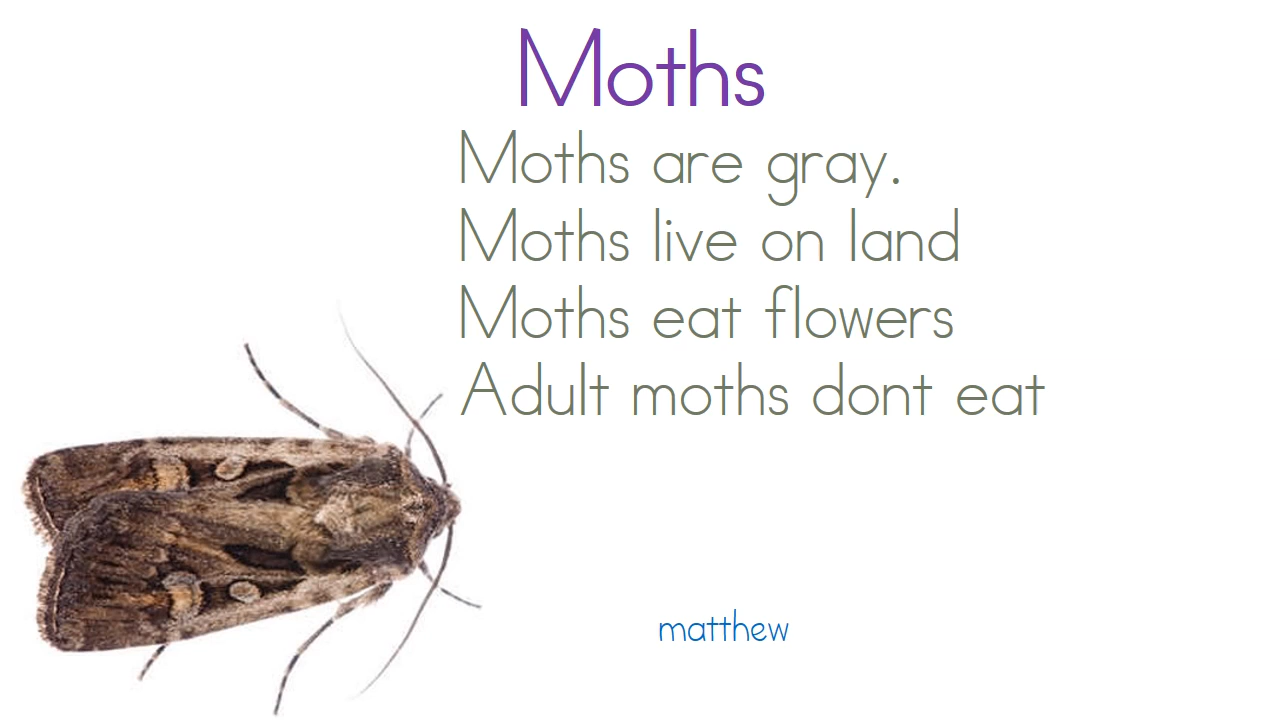 Moths
Moths are gray.
Moths live on land
Moths eat flowers
Adult moths dont eat
matthew